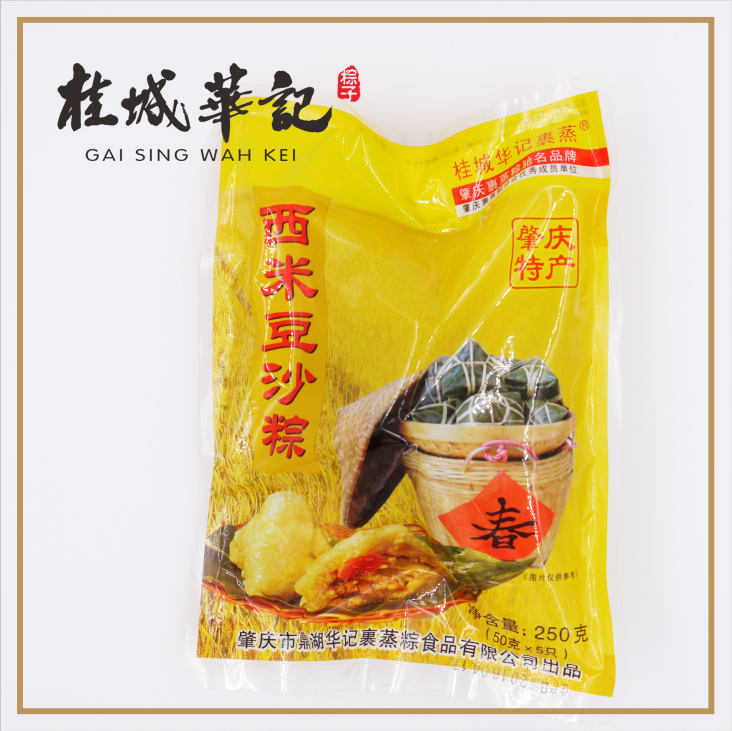 桂城華記
粽子
GAI SING WAH KEI
桂城华记裹蒸®
肇庆裹蒸粽驰名品牌
西米豆沙粽
肇庆
特产
春
(图片仅供参考)
净含量：250克
(50克×5只)
肇庆市鼎湖华记裹蒸粽食品有限公司出品